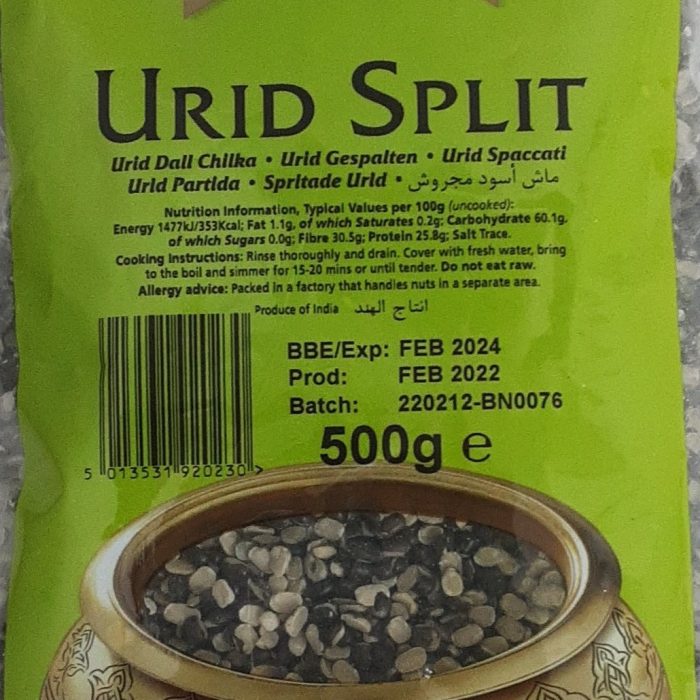 URID SPLIT
Urid Dall Chilka • Urid Gespalten • Urid Spaccati
Urid Partida • Spritade Urid • ماش أسود مجروش
Nutrition Information, Typical Values per 100g (uncooked):
Energy 1477kJ/353Kcal; Fat 1.1g, of which Saturates 0.2g; Carbohydrate 60.1g,
of which Sugars 0.0g; Fibre 30.5g; Protein 25.8g; Salt Trace.
Cooking Instructions: Rinse thoroughly and drain. Cover with fresh water, bring
to the boil and simmer for 15-20 mins or until tender. Do not eat raw.
Allergy advice: Packed in a factory that handles nuts in a separate area.
Produce of India انتاج الهند
BBE/Exp: FEB 2024
Prod: FEB 2022
Batch: 220212-BN0076
500g e
5 013531 920230 >